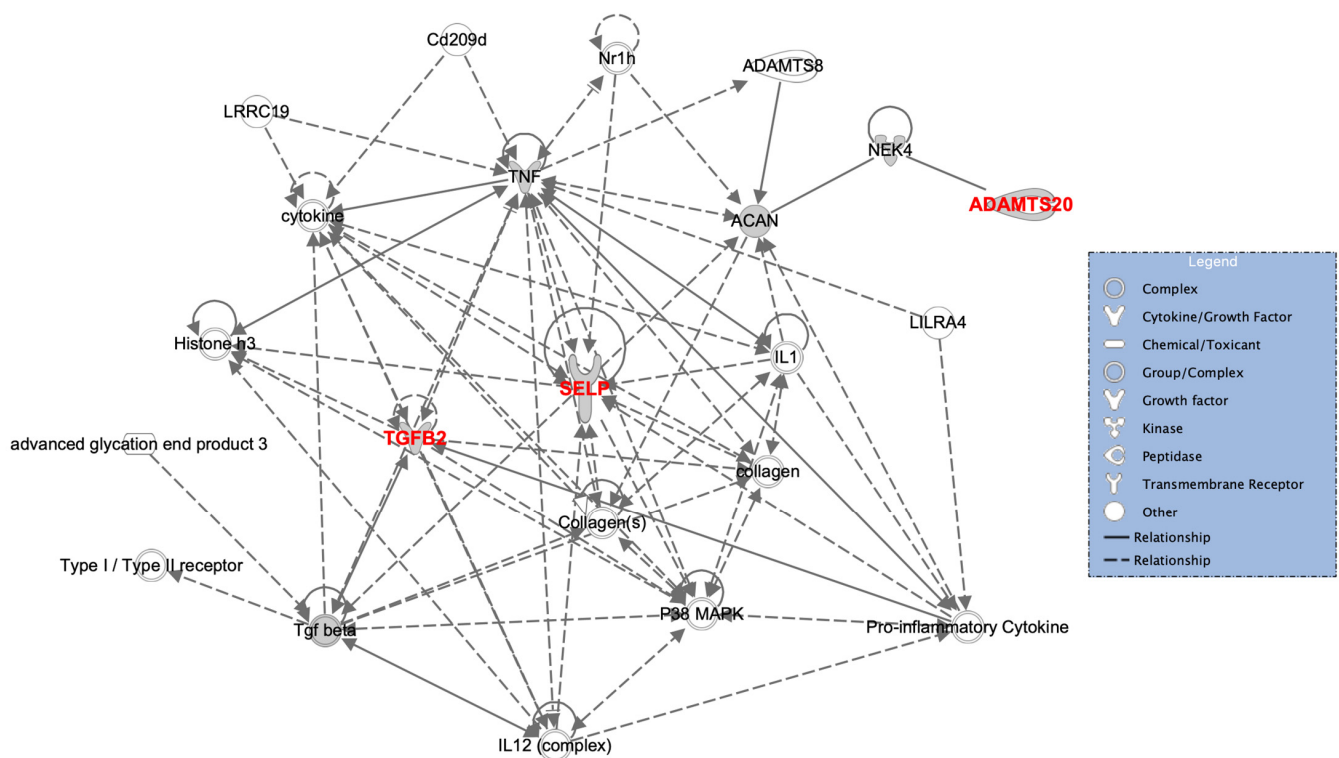 Cd209d
Nr1h
ADAMTS8
LRRC19
NEK4
TNF
ADAMTS20
cytokine
ACAN
Legend
Complex
Cytokine/Growth Factor
Chemical/Toxicant
Group/Complex
Growth factor
Kinase
Peptidase
Transmembrane Receptor
Other
Relationship
Relationship
LILRA4
Histone h3
IL1
SELP
TGFB2
advanced glycation end product 3
collagen
Collagen(s)
Type I / Type II receptor
P38 MAPK
Tgf beta
Pro-inflammatory Cytokine
IL12 (complex)